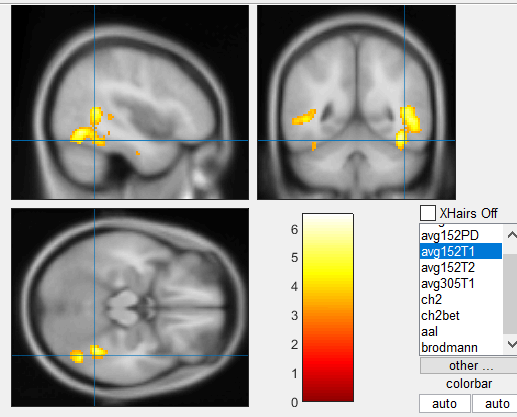 XHairs Off
avg152PD
avg152T1
avg152T2
avg305T1
ch2
ch2bet
aal
brodmann
other ...
colorbar
auto auto
6
5
4
3
2
1
0